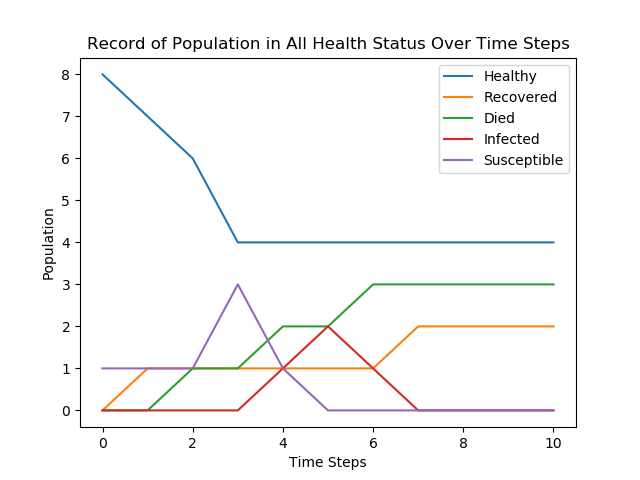 Record of Population in All Health Status Over Time Steps
Healthy
Recovered
Died
Infected
Susceptible
8
7
6
5
4
3
2
1
0
Population
0 2 4 6 8 10
Time Steps